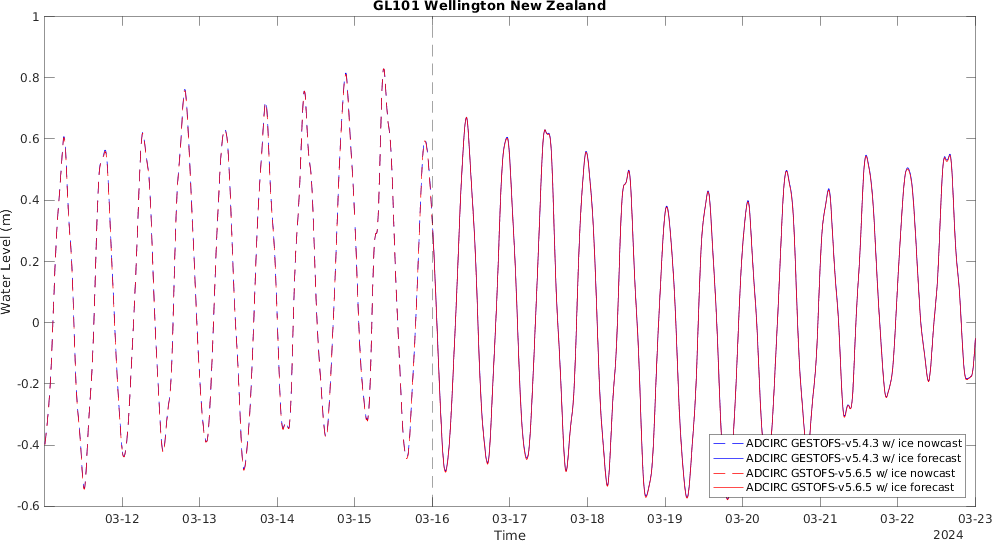 GL101 Wellington New Zealand
1
0.8
0.6
0.4
0.2
0
-0.2
-0.4
-0.6
Water Level (m)
03-12 03-13 03-14 03-15 03-16 03-17 03-18 03-19 03-20 03-21 03-22 03-23
Time
2024
ADCIRC GESTOFS-v5.4.3 w/ ice nowcast
ADCIRC GESTOFS-v5.4.3 w/ ice forecast
ADCIRC GSTOFS-v5.6.5 w/ ice nowcast
ADCIRC GSTOFS-v5.6.5 w/ ice forecast